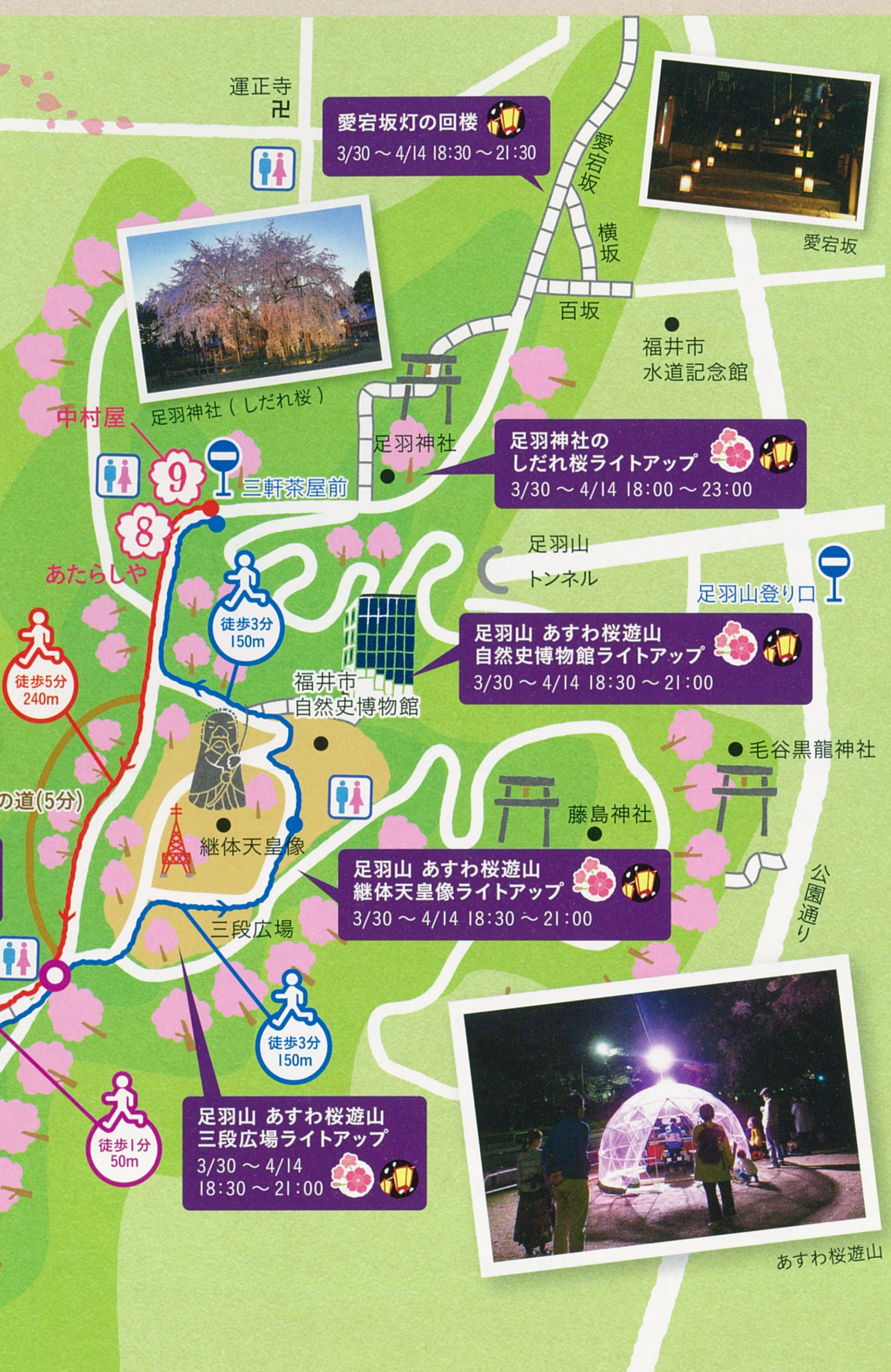 運正寺
卍
愛宕坂灯の回楼
3/30 ～ 4/14 18:30 ～ 21:30
愛宕坂
愛宕坂
横坂
百坂
福井市
水道記念館
足羽神社（しだれ桜）
中村屋
足羽神社
足羽神社の
しだれ桜ライトアップ
3/30 ～ 4/14 18:00 ～ 23:00
9
三軒茶屋前
8
あたらしや
足羽山
トンネル
足羽山登り口
徒歩3分
150m
足羽山 あすわ桜遊山
自然史博物館ライトアップ
3/30 ～ 4/14 18:30 ～ 21:00
徒歩5分
240m
福井市
自然史博物館
毛谷黒龍神社
の道(5分)
藤島神社
継体天皇像
足羽山 あすわ桜遊山
継体天皇像ライトアップ
3/30 ～ 4/14 18:30 ～ 21:00
公園通り
三段広場
徒歩3分
150m
足羽山 あすわ桜遊山
三段広場ライトアップ
3/30 ～ 4/14
18:30 ～ 21:00
徒歩1分
50m
あすわ桜遊山